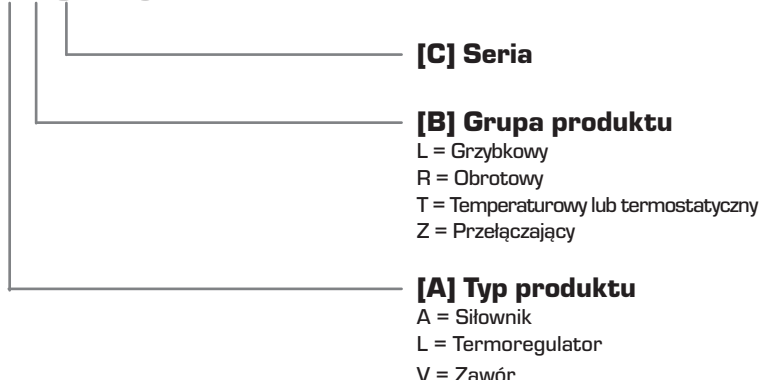 [C] Seria
[B] Grupa produktu
L = Grzybkowy
R = Obrotowy
T = Temperaturowy lub termostatyczny
Z = Przełączający
[A] Typ produktu
A = Siłownik
L = Termoregulator
V = Zawór